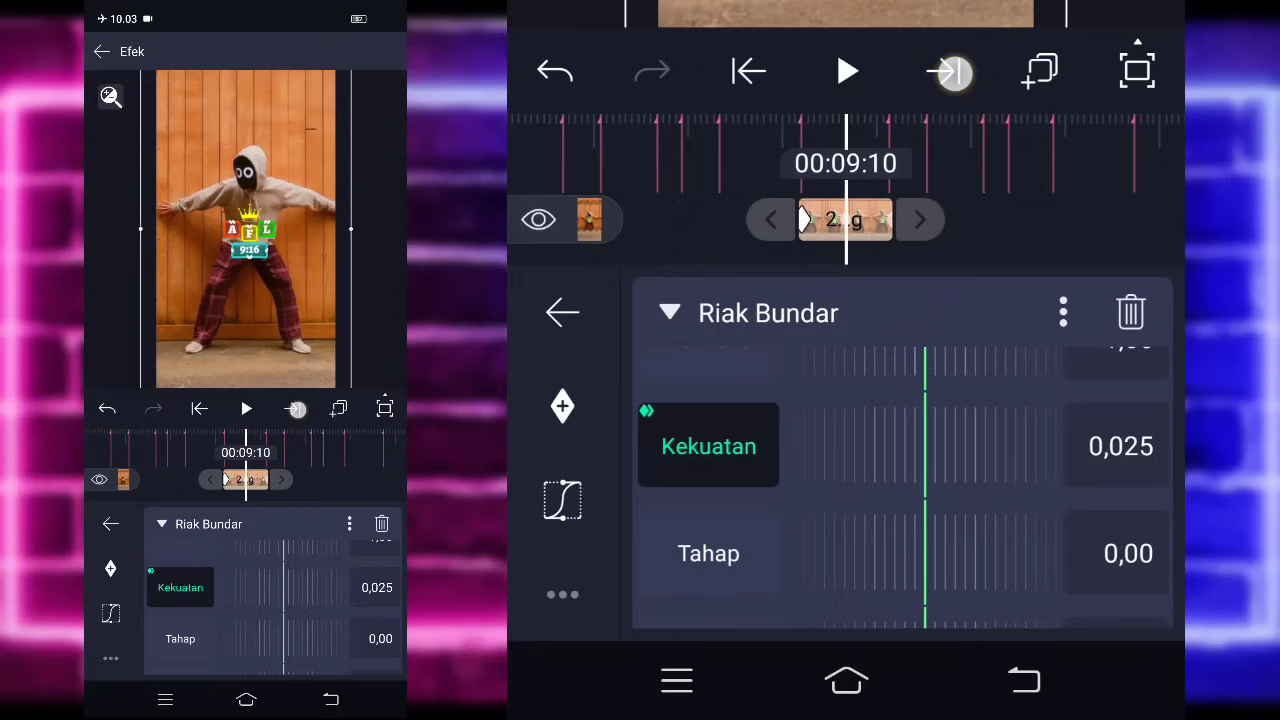 10.03
Efek
A F L
9:16
00:09:10
2...g
Riak Bundar
Kekuatan
0,025
Tahap
0,00
00:09:10
Riak Bundar
Kekuatan
0,025
Tahap
0,00